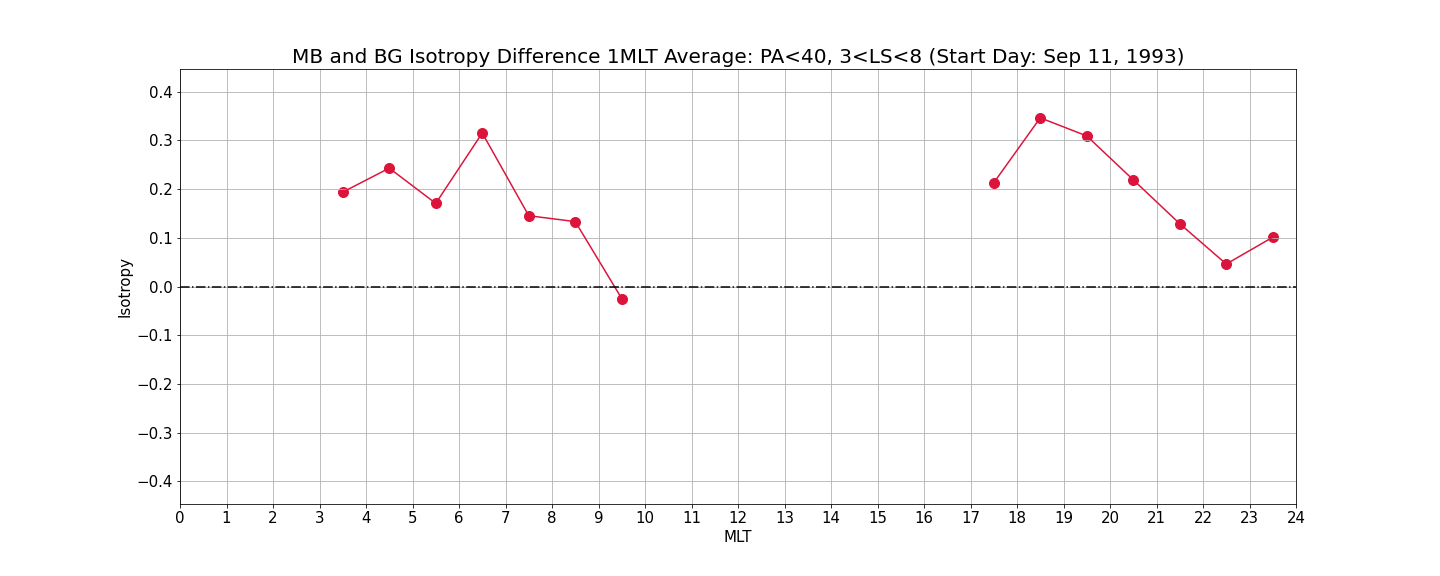 MB and BG Isotropy Difference 1MLT Average: PA<40, 3<LS<8 (Start Day: Sep 11, 1993)
0.4
0.3
0.2
0.1
0.0
−0.1
−0.2
−0.3
−0.4
Isotropy
0 1 2 3 4 5 6 7 8 9 10 11 12 13 14 15 16 17 18 19 20 21 22 23 24
MLT